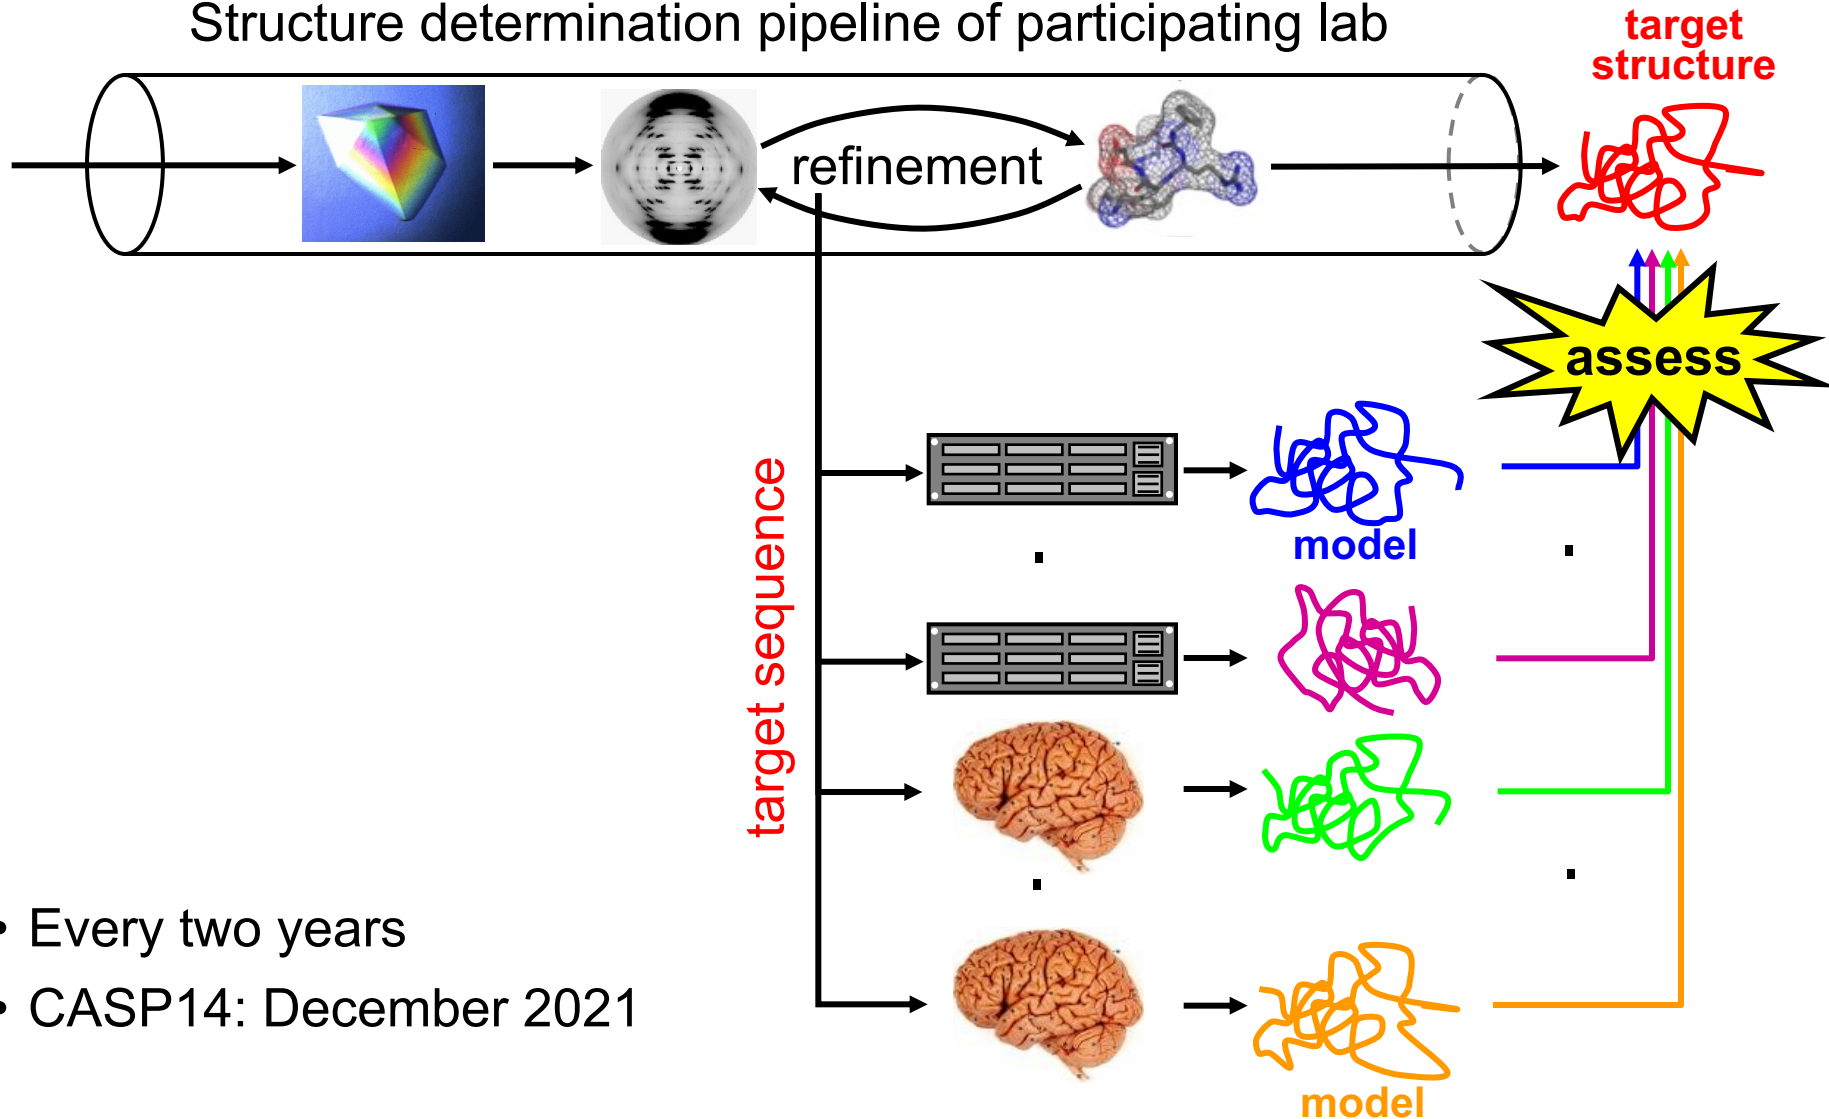 Structure determination pipeline of participating lab
target
structure
refinement
assess
target sequence
model
• Every two years
• CASP14: December 2021
model